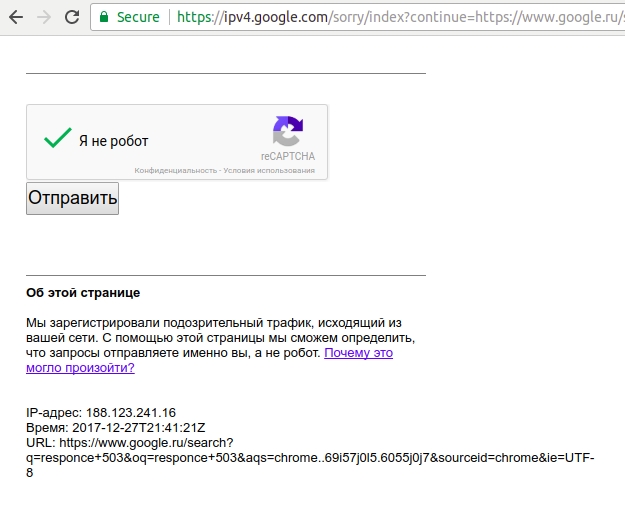 Secure https://ipv4.google.com/sorry/index?continue=https://www.google.ru/s
Я не робот
reCAPTCHA
Конфиденциальность - Условия использования
Отправить
Об этой странице
Мы зарегистрировали подозрительный трафик, исходящий из
вашей сети. С помощью этой страницы мы сможем определить,
что запросы отправляете именно вы, а не робот. Почему это
могло произойти?
IP-адрес: 188.123.241.16
Время: 2017-12-27T21:41:21Z
URL: https://www.google.ru/search?
q=responce+503&oq=responce+503&aqs=chrome..69i57j0l5.6055j0j7&sourceid=chrome&ie=UTF-
8